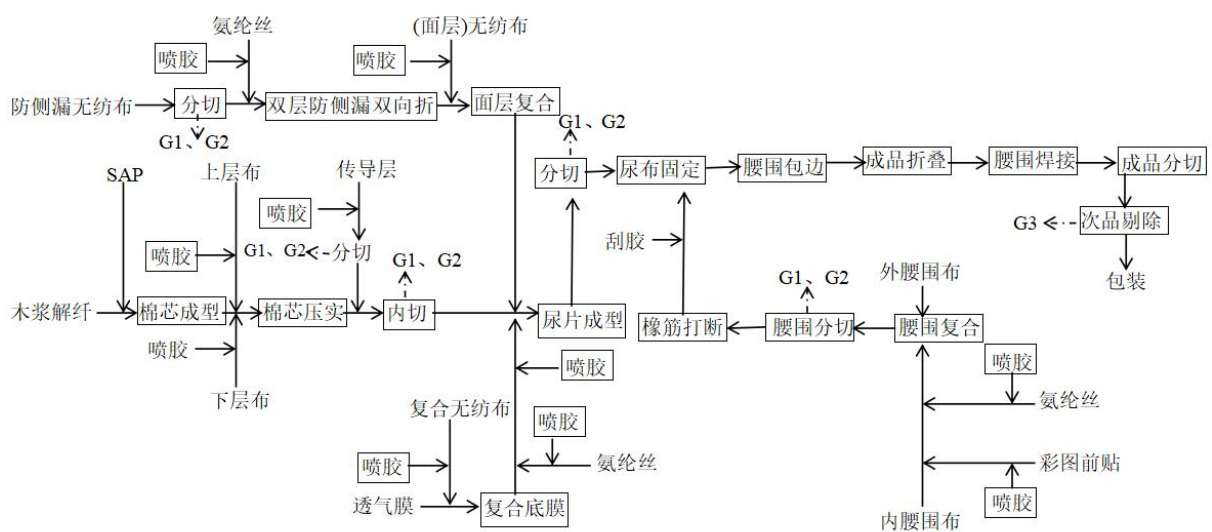 氨纶丝
(面层)无纺布
喷胶
喷胶
防侧漏无纺布
分切
双层防侧漏双向折
面层复合
G1、G2
G1、G2
SAP
上层布
传导层
分切
尿布固定
腰围包边
成品折叠
腰围焊接
成品分切
喷胶
喷胶
G1、G2
分切
G1、G2
刮胶
G3
次品剔除
G1、G2
外腰围布
包装
木浆解纤
棉芯成型
棉芯压实
内切
尿片成型
橡筋打断
腰围分切
腰围复合
喷胶
喷胶
喷胶
下层布
复合无纺布
喷胶
氨纶丝
喷胶
氨纶丝
彩图前贴
透气膜
复合底膜
喷胶
内腰围布